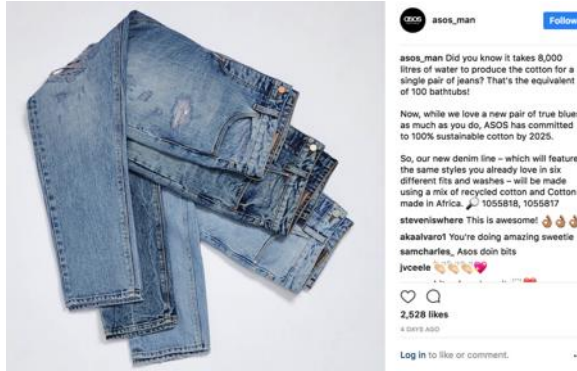 asos
asos_man
Follow
asos_man Did you know it takes 8,000
litres of water to produce the cotton for a
single pair of jeans? That's the equivalent
of 100 bathtubs!
Now, while we love a new pair of true blues
as much as you do, ASOS has committed
to 100% sustainable cotton by 2025.
So, our new denim line – which will feature
the same styles you already love in six
different fits and washes – will be made
using a mix of recycled cotton and Cotton
made in Africa. 🔎 1055818, 1055817
steveniswhere This is awesome! 👌👌👌
akaalvaro1 You're doing amazing sweetie
samcharles_ Asos doin bits
jvceele 👏🏻👏🏻👏🏻💖
2,528 likes
4 DAYS AGO
Log in to like or comment.